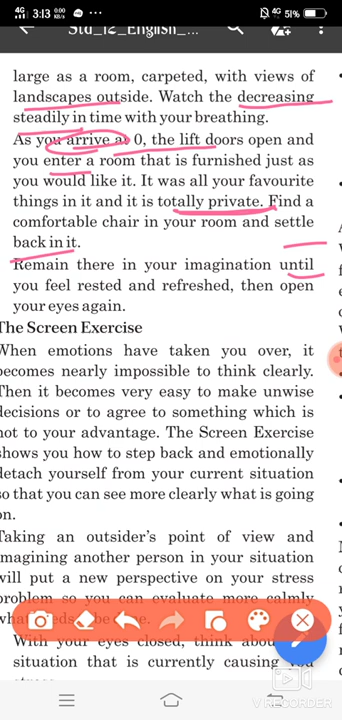 4G 3:13 0.00 KB/s 4G 51%
Std_12_English_...
large as a room, carpeted, with views of
landscapes outside. Watch the decreasing
steadily in time with your breathing.
As you arrive at 0, the lift doors open and
you enter a room that is furnished just as
you would like it. It was all your favourite
things in it and it is totally private. Find a
comfortable chair in your room and settle
back in it.
Remain there in your imagination until
you feel rested and refreshed, then open
your eyes again.
The Screen Exercise
When emotions have taken you over, it
becomes nearly impossible to think clearly.
Then it becomes very easy to make unwise
decisions or to agree to something which is
not to your advantage. The Screen Exercise
shows you how to step back and emotionally
detach yourself from your current situation
so that you can see more clearly what is going
on.
Taking an outsider's point of view and
imagining another person in your situation
will put a new perspective on your stress
problem so you can evaluate more calmly
With your eyes closed, think
situation that is currently causing you
V RECORDER